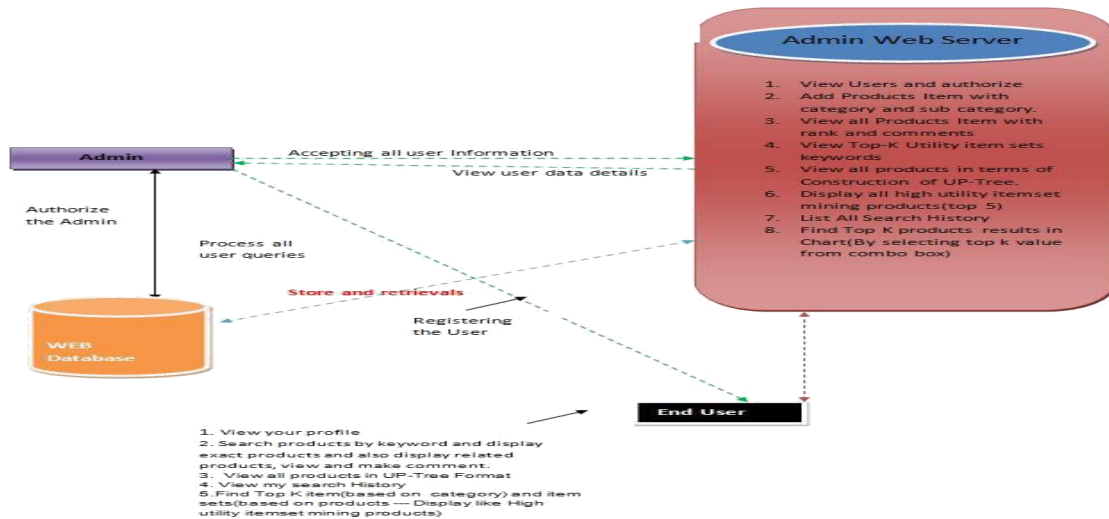 Admin Web Server
1. View Users and authorize
2. Add Products Item with
category and sub category.
3. View all Products Item with
rank and comments
4. View Top-K Utility item sets
keywords
5. View all products in terms of
Construction of UP-Tree.
6. Display all high utility itemset
mining products(top 5)
7. List All Search History
8. Find Top K products results in
Chart(By selecting top k value
from combo box)
Admin
Accepting all user Information
View user data details
Authorize
the Admin
Process all
user queries
Store and retrievals
Registering
the User
WEB
Database
End User
1. View your profile
2. Search products by keyword and display
exact products and also display related
products, view and make comment.
3. View all products in UP-Tree Format
4. View my search History
5.Find Top K item(based on category) and item
sets(based on products --- Display like High
utility itemset mining products)